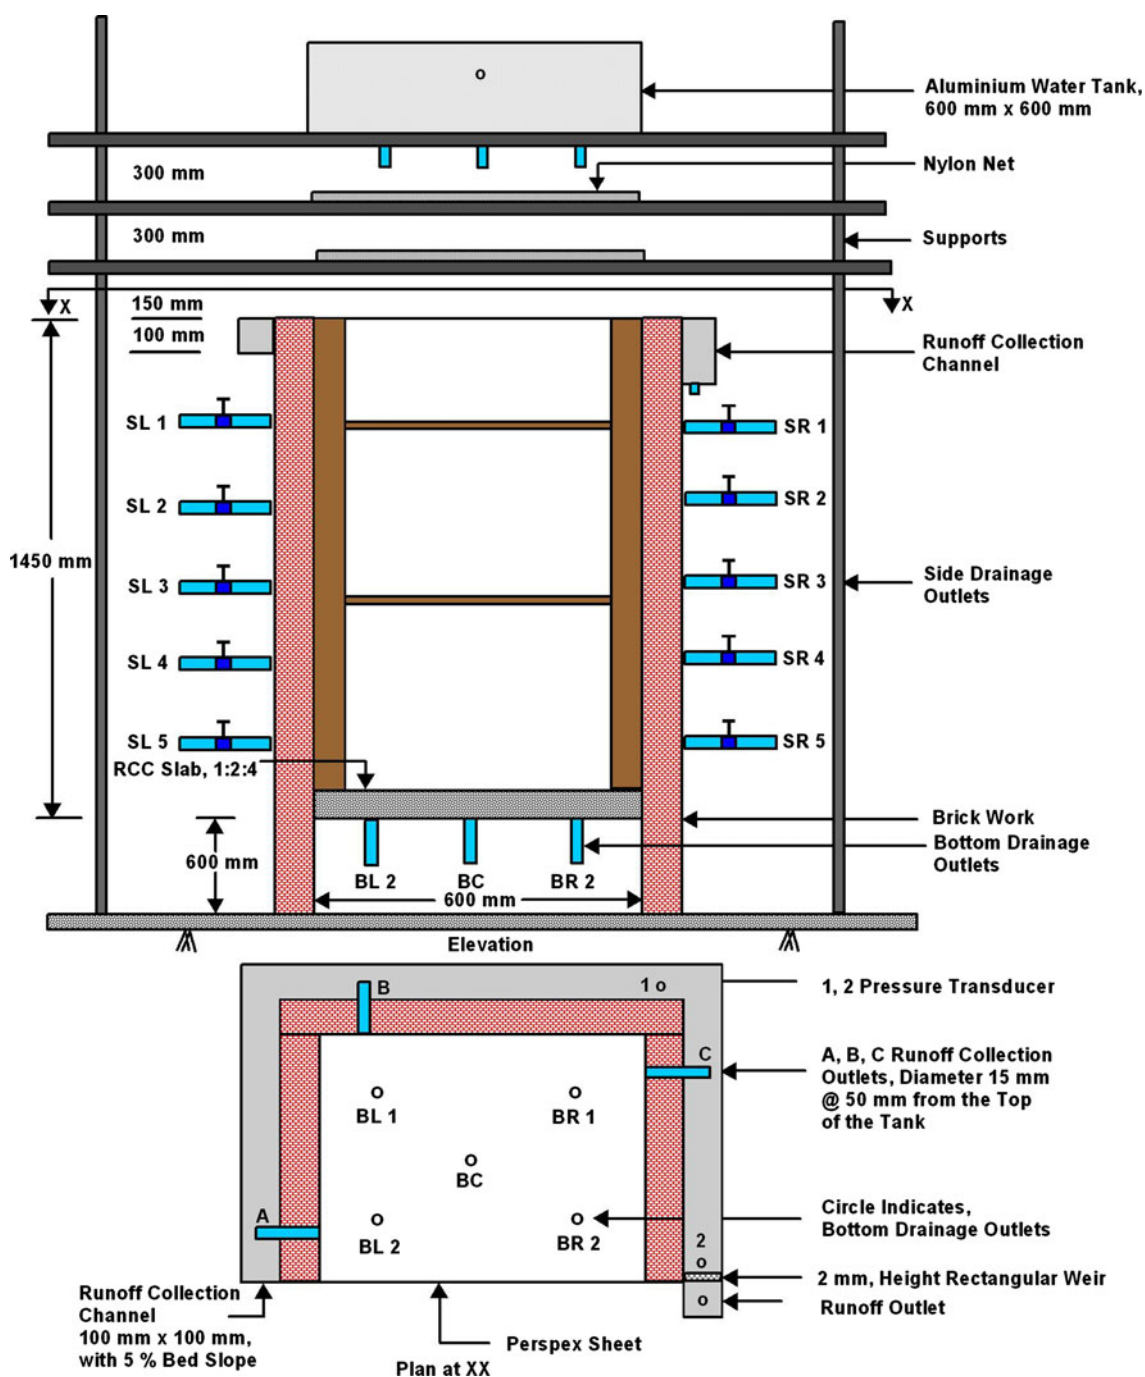 Aluminium Water Tank,
600 mm x 600 mm
300 mm
Nylon Net
300 mm
Supports
X
150 mm
X
100 mm
Runoff Collection
Channel
SL 1
SR 1
SL 2
SR 2
1450 mm
SL 3
SR 3
Side Drainage
Outlets
SL 4
SR 4
SL 5
SR 5
RCC Slab, 1:2:4
Brick Work
600 mm
Bottom Drainage
Outlets
BL 2
BC
BR 2
600 mm
Elevation
B
1
1, 2 Pressure Transducer
C
A, B, C Runoff Collection
Outlets, Diameter 15 mm
@ 50 mm from the Top
of the Tank
BL 1
BR 1
BC
A
BL 2
BR 2
Circle Indicates,
Bottom Drainage Outlets
2
2 mm, Height Rectangular Weir
Runoff Outlet
Runoff Collection
Channel
100 mm x 100 mm,
with 5 % Bed Slope
Perspex Sheet
Plan at XX